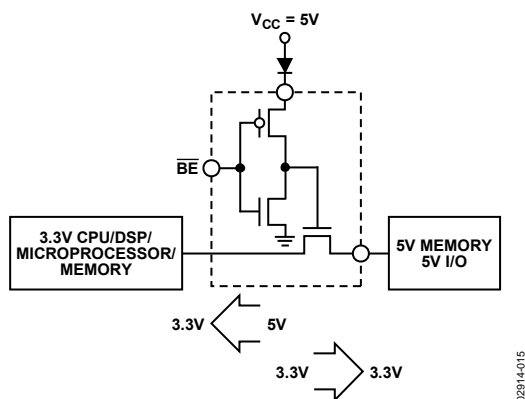 VCC = 5V
BE
3.3V CPU/DSP/
MICROPROCESSOR/
MEMORY
5V MEMORY
5V I/O
3.3V
5V
3.3V
3.3V
02914-015